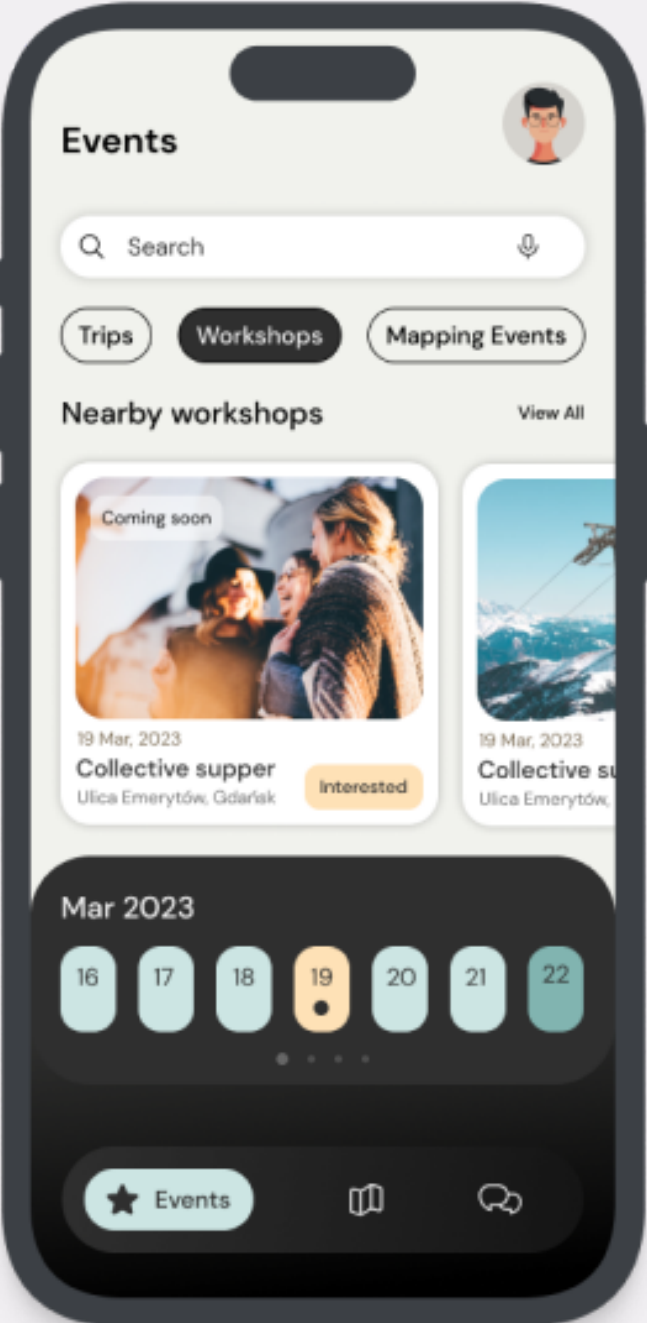 Events
Search
Trips Workshops Mapping Events
Nearby workshops View All
Coming soon
19 Mar, 2023 19 Mar, 2023
Collective supper Collective su
Interested
Ulica Emerytów, Gdańsk Ulica Emerytów,
Mar 2023
16 17 18 19 20 21 22
Events